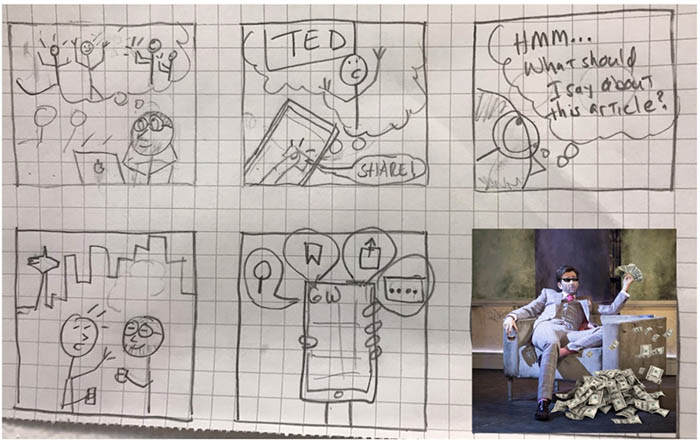 TED
SHARE!
HMM...
What should
I say about
this article?
GW